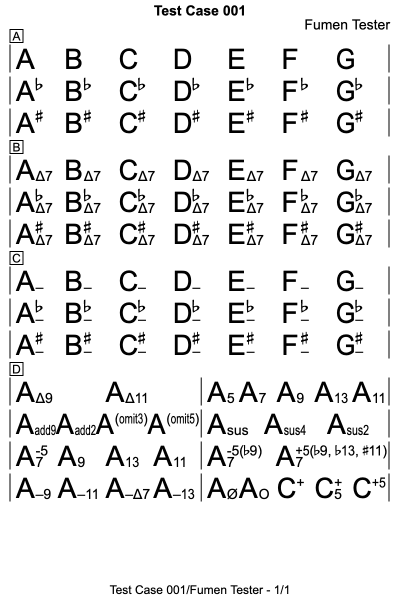 Test Case 001
Fumen Tester
A
A B C D E F G
A♭ B♭ C♭ D♭ E♭ F♭ G♭
A♯ B♯ C♯ D♯ E♯ F♯ G♯
B
AΔ7 BΔ7 CΔ7 DΔ7 EΔ7 FΔ7 GΔ7
A♭Δ7 B♭Δ7 C♭Δ7 D♭Δ7 E♭Δ7 F♭Δ7 G♭Δ7
A♯Δ7 B♯Δ7 C♯Δ7 D♯Δ7 E♯Δ7 F♯Δ7 G♯Δ7
C
A– B– C– D– E– F– G–
A♭– B♭– C♭– D♭– E♭– F♭– G♭–
A♯– B♯– C♯– D♯– E♯– F♯– G♯–
D
AΔ9 AΔ11 A5 A7 A9 A13 A11
Aadd9 Aadd2 A(omit3) A(omit5) Asus Asus4 Asus2
A7-5 A9 A13 A11 A7-5(♭9) A7+5(♭9, ♭13, ♯11)
A–9 A–11 A–Δ7 A–13 AØ AO C+ C5+ C+5
Test Case 001/Fumen Tester - 1/1